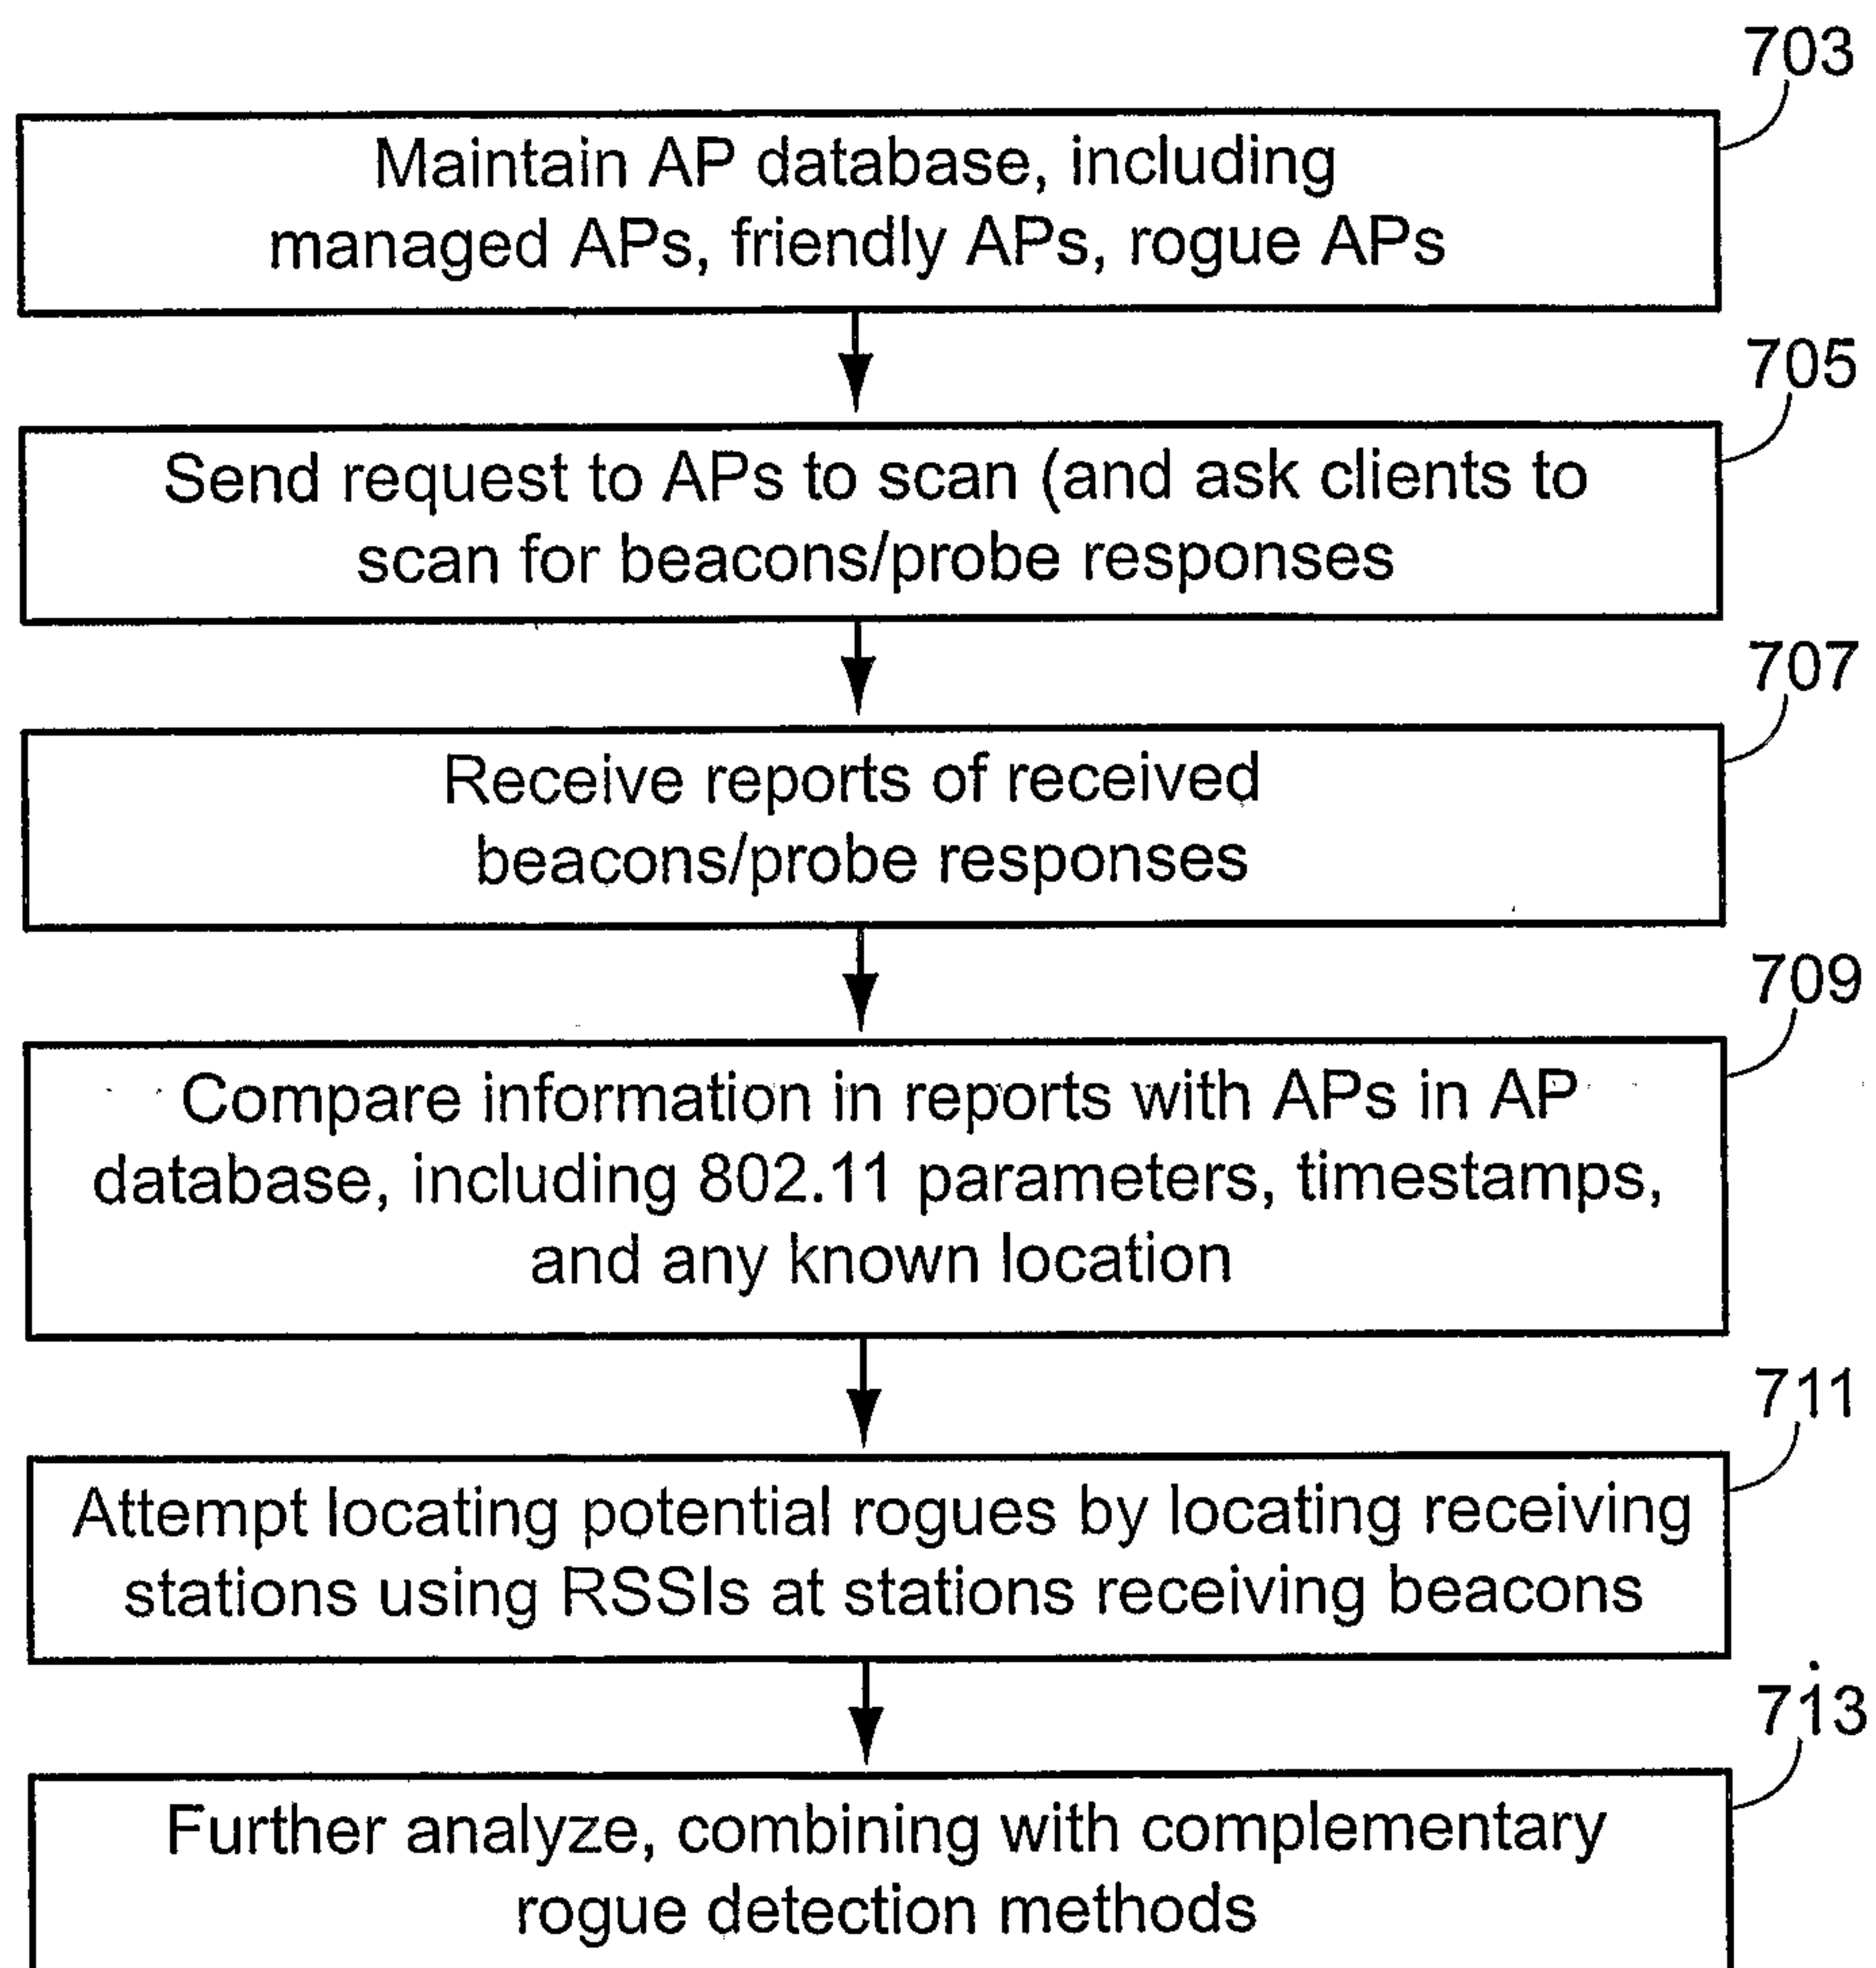 703
Maintain AP database, including
managed APs, friendly APs, rogue APs
705
Send request to APs to scan (and ask clients to
scan for beacons/probe responses
707
Receive reports of received
beacons/probe responses
709
Compare information in reports with APs in AP
database, including 802.11 parameters, timestamps,
and any known location
711
Attempt locating potential rogues by locating receiving
stations using RSSIs at stations receiving beacons
713
Further analyze, combining with complementary
rogue detection methods